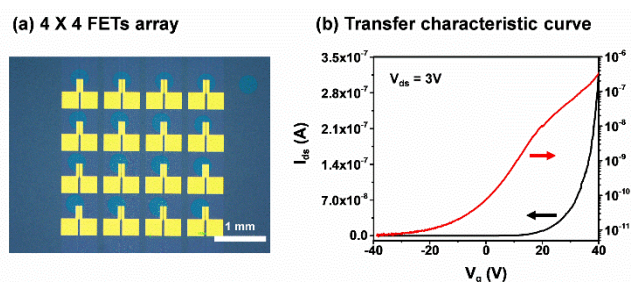 (a) 4 X 4 FETs array
1 mm
(b) Transfer characteristic curve
V_ds = 3V
I_ds (A)
3.5x10^-7
2.8x10^-7
2.1x10^-7
1.4x10^-7
7.0x10^-8
0.0
10^-6
10^-7
10^-8
10^-9
10^-10
10^-11
-40 -20 0 20 40
V_g (V)